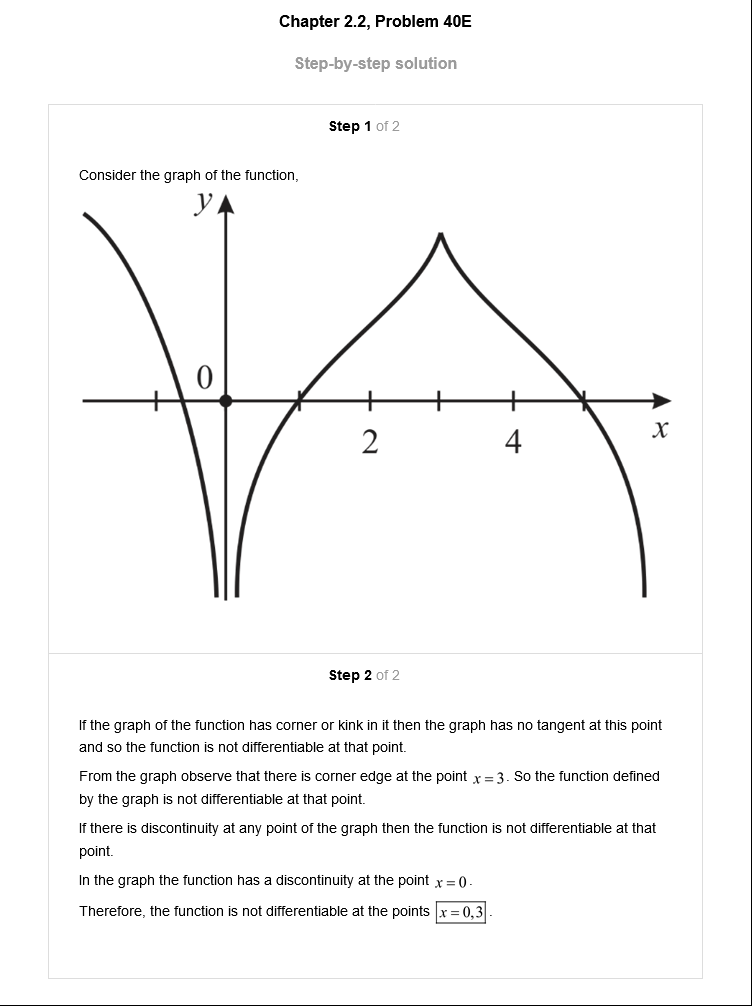 Chapter 2.2, Problem 40E
Step-by-step solution
Step 1 of 2
Consider the graph of the function,
y
0
2
4
x
Step 2 of 2
If the graph of the function has corner or kink in it then the graph has no tangent at this point
and so the function is not differentiable at that point.
From the graph observe that there is corner edge at the point x = 3. So the function defined
by the graph is not differentiable at that point.
If there is discontinuity at any point of the graph then the function is not differentiable at that
point.
In the graph the function has a discontinuity at the point x = 0.
Therefore, the function is not differentiable at the points x = 0,3.